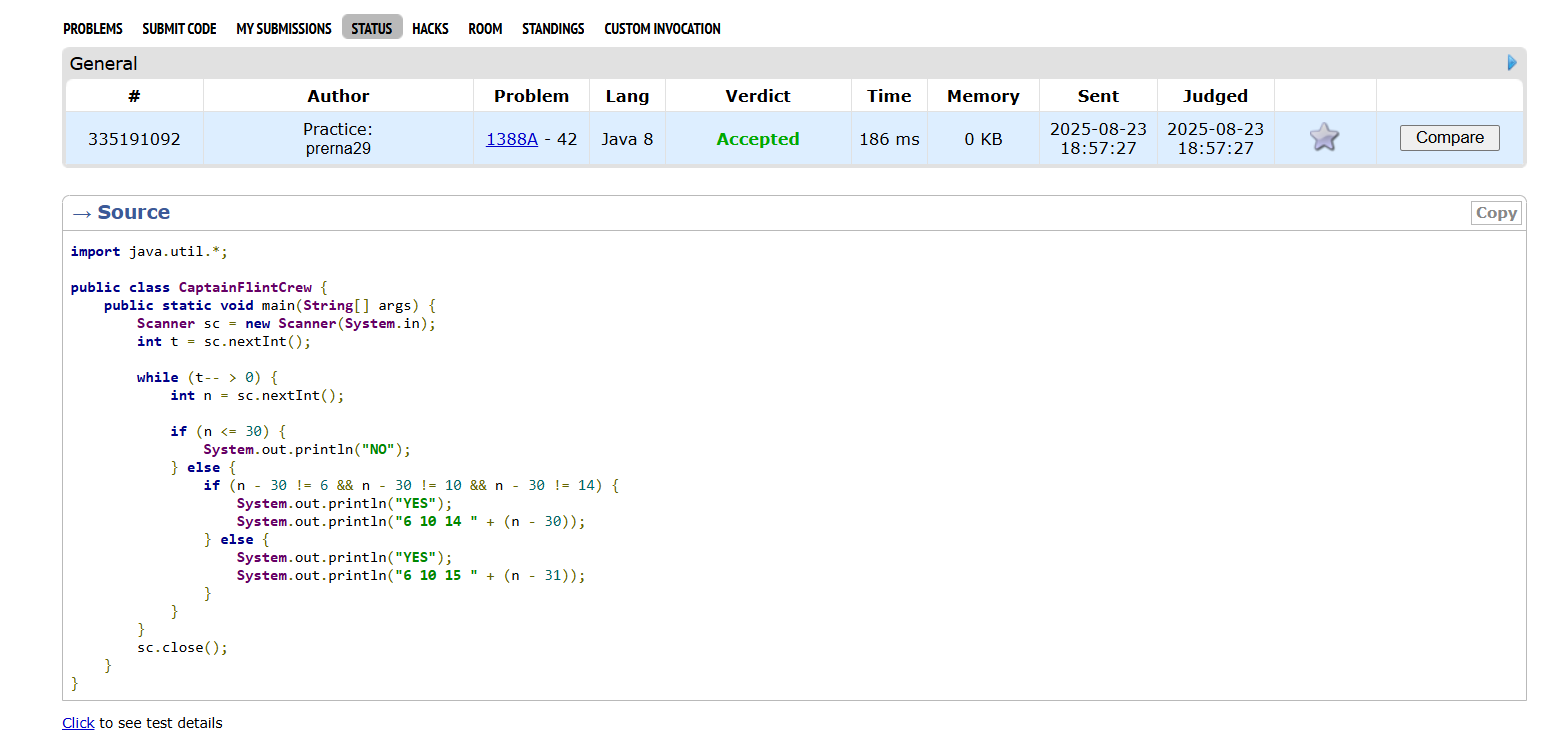 PROBLEMS SUBMIT CODE MY SUBMISSIONS STATUS HACKS ROOM STANDINGS CUSTOM INVOCATION
General
# Author Problem Lang Verdict Time Memory Sent Judged
335191092 Practice: prerna29 1388A - 42 Java 8 Accepted 186 ms 0 KB 2025-08-23 18:57:27 2025-08-23 18:57:27 Compare
→ Source Copy
import java.util.*;
public class CaptainFlintCrew {
    public static void main(String[] args) {
        Scanner sc = new Scanner(System.in);
        int t = sc.nextInt();
        while (t-- > 0) {
            int n = sc.nextInt();
            if (n <= 30) {
                System.out.println("NO");
            } else {
                if (n - 30 != 6 && n - 30 != 10 && n - 30 != 14) {
                    System.out.println("YES");
                    System.out.println("6 10 14 " + (n - 30));
                } else {
                    System.out.println("YES");
                    System.out.println("6 10 15 " + (n - 31));
                }
            }
        }
        sc.close();
    }
}
Click to see test details